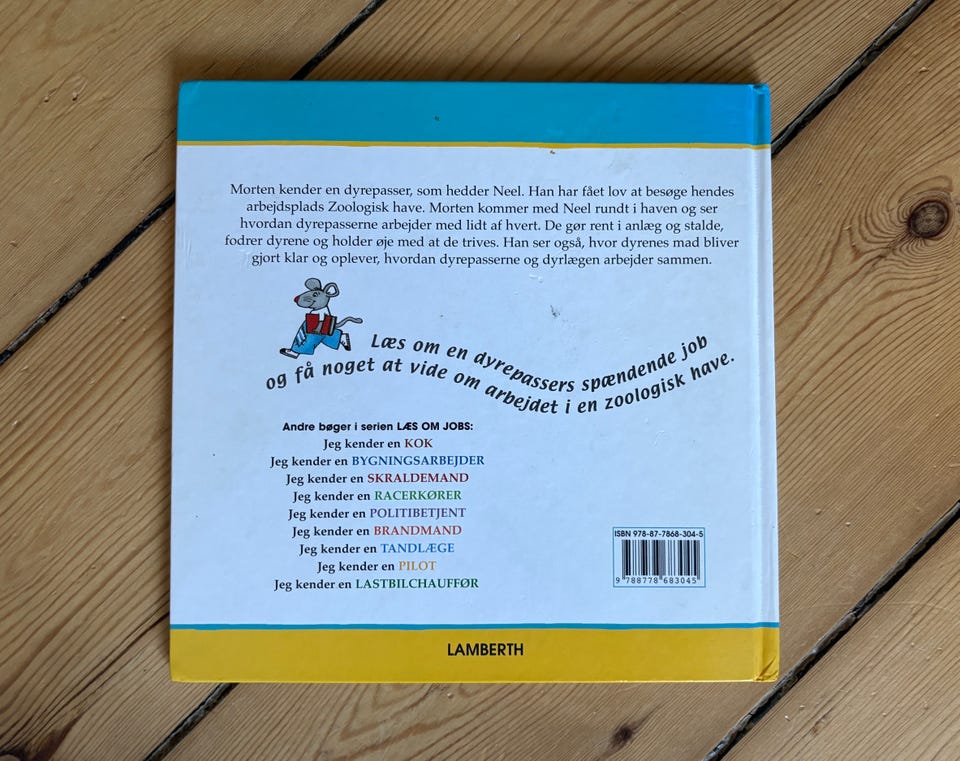 Morten kender en dyrepasser, som hedder Neel. Han har fået lov at besøge hendes
arbejdsplads Zoologisk have. Morten kommer med Neel rundt i haven og ser
hvordan dyrepasserne arbejder med lidt af hvert. De gør rent i anlæg og stalde,
fodrer dyrene og holder øje med at de trives. Han ser også, hvor dyrenes mad bliver
gjort klar og oplever, hvordan dyrepasserne og dyrlægen arbejder sammen.
Læs om en dyrepassers spændende job
og få noget at vide om arbejdet i en zoologisk have.
Andre bøger i serien LÆS OM JOBS:
Jeg kender en KOK
Jeg kender en BYGNINGSARBEJDER
Jeg kender en SKRALDEMAND
Jeg kender en RACERKØRER
Jeg kender en POLITIBETJENT
Jeg kender en BRANDMAND
Jeg kender en TANDLÆGE
Jeg kender en PILOT
Jeg kender en LASTBILCHAUFFØR
ISBN 978-87-7868-304-5
9 788778 683045
LAMBERTH